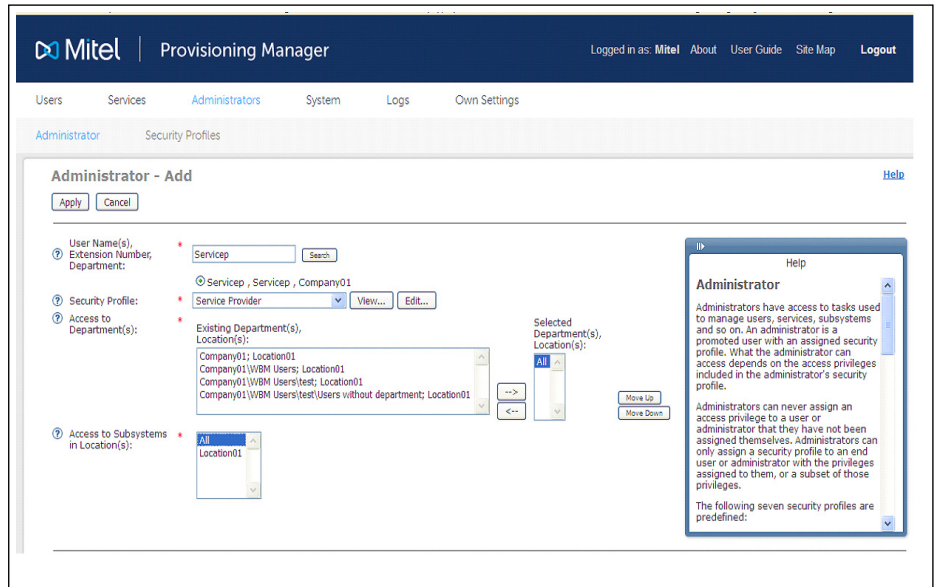 Mitel | Provisioning Manager
Logged in as: Mitel About User Guide Site Map Logout
Users Services Administrators System Logs Own Settings
Administrator Security Profiles
Administrator - Add
Help
Apply Cancel
User Name(s),
Extension Number,
Department:
*
Servicep
Search
Servicep , Servicep , Company01
Security Profile:
*
Service Provider
View... Edit...
Access to
Department(s):
*
Existing Department(s),
Location(s):
Company01; Location01
Company01\WBM Users; Location01
Company01\WBM Users\test; Location01
Company01\WBM Users\test\Users without department; Location01
-->
<--
Selected
Department(s),
Location(s):
All
Move Up
Move Down
Access to Subsystems
in Location(s):
*
All
Location01
Help
Administrator
Administrators have access to tasks used
to manage users, services, subsystems
and so on. An administrator is a
promoted user with an assigned security
profile. What the administrator can
access depends on the access privileges
included in the administrator's security
profile.
Administrators can never assign an
access privilege to a user or
administrator that they have not been
assigned themselves. Administrators can
only assign a security profile to an end
user or administrator with the privileges
assigned to them, or a subset of those
privileges.
The following seven security profiles are
predefined: